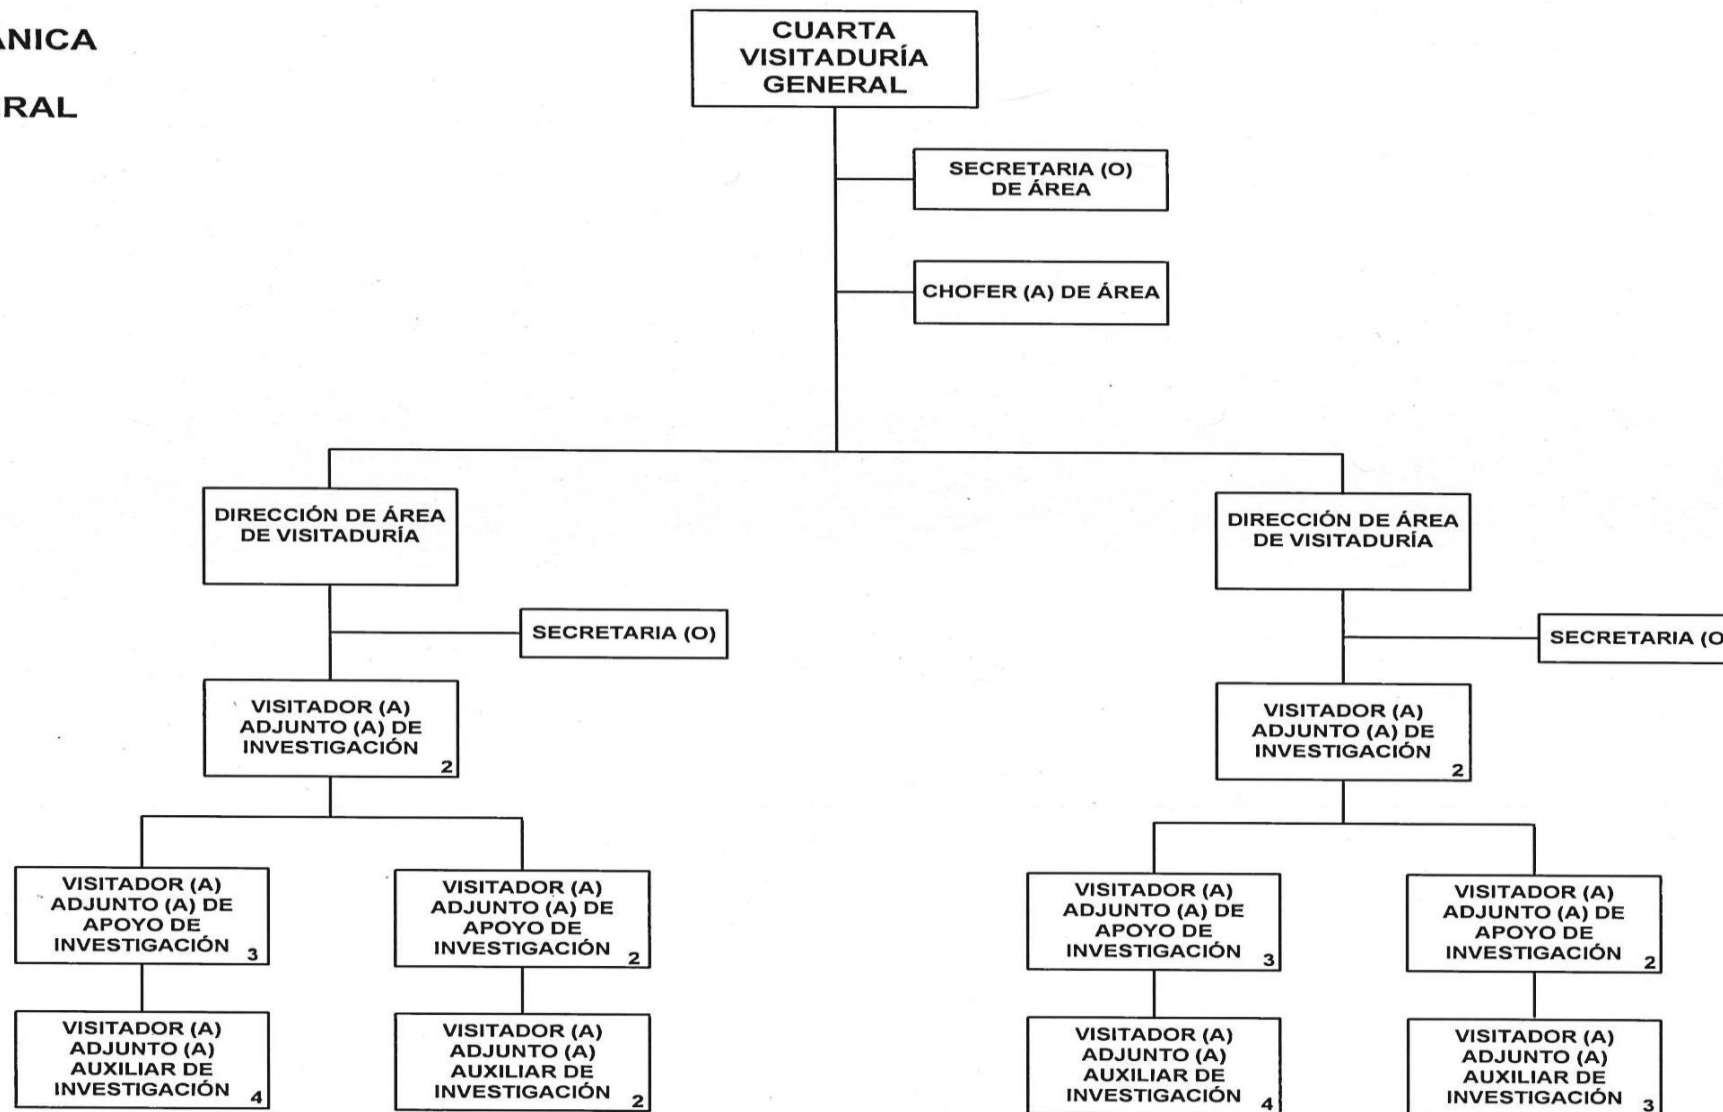 CUARTA
VISITADURÍA
GENERAL
SECRETARIA (O)
DE ÁREA
CHOFER (A) DE ÁREA
DIRECCIÓN DE ÁREA
DE VISITADURÍA
DIRECCIÓN DE ÁREA
DE VISITADURÍA
SECRETARIA (O)
SECRETARIA (O
VISITADOR (A)
ADJUNTO (A) DE
INVESTIGACIÓN
2
VISITADOR (A)
ADJUNTO (A) DE
INVESTIGACIÓN
2
VISITADOR (A)
ADJUNTO (A) DE
APOYO DE
INVESTIGACIÓN
3
VISITADOR (A)
ADJUNTO (A) DE
APOYO DE
INVESTIGACIÓN
2
VISITADOR (A)
ADJUNTO (A) DE
APOYO DE
INVESTIGACIÓN
3
VISITADOR (A)
ADJUNTO (A) DE
APOYO DE
INVESTIGACIÓN
2
VISITADOR (A)
ADJUNTO (A)
AUXILIAR DE
INVESTIGACIÓN
4
VISITADOR (A)
ADJUNTO (A)
AUXILIAR DE
INVESTIGACIÓN
2
VISITADOR (A)
ADJUNTO (A)
AUXILIAR DE
INVESTIGACIÓN
4
VISITADOR (A)
ADJUNTO (A)
AUXILIAR DE
INVESTIGACIÓN
3